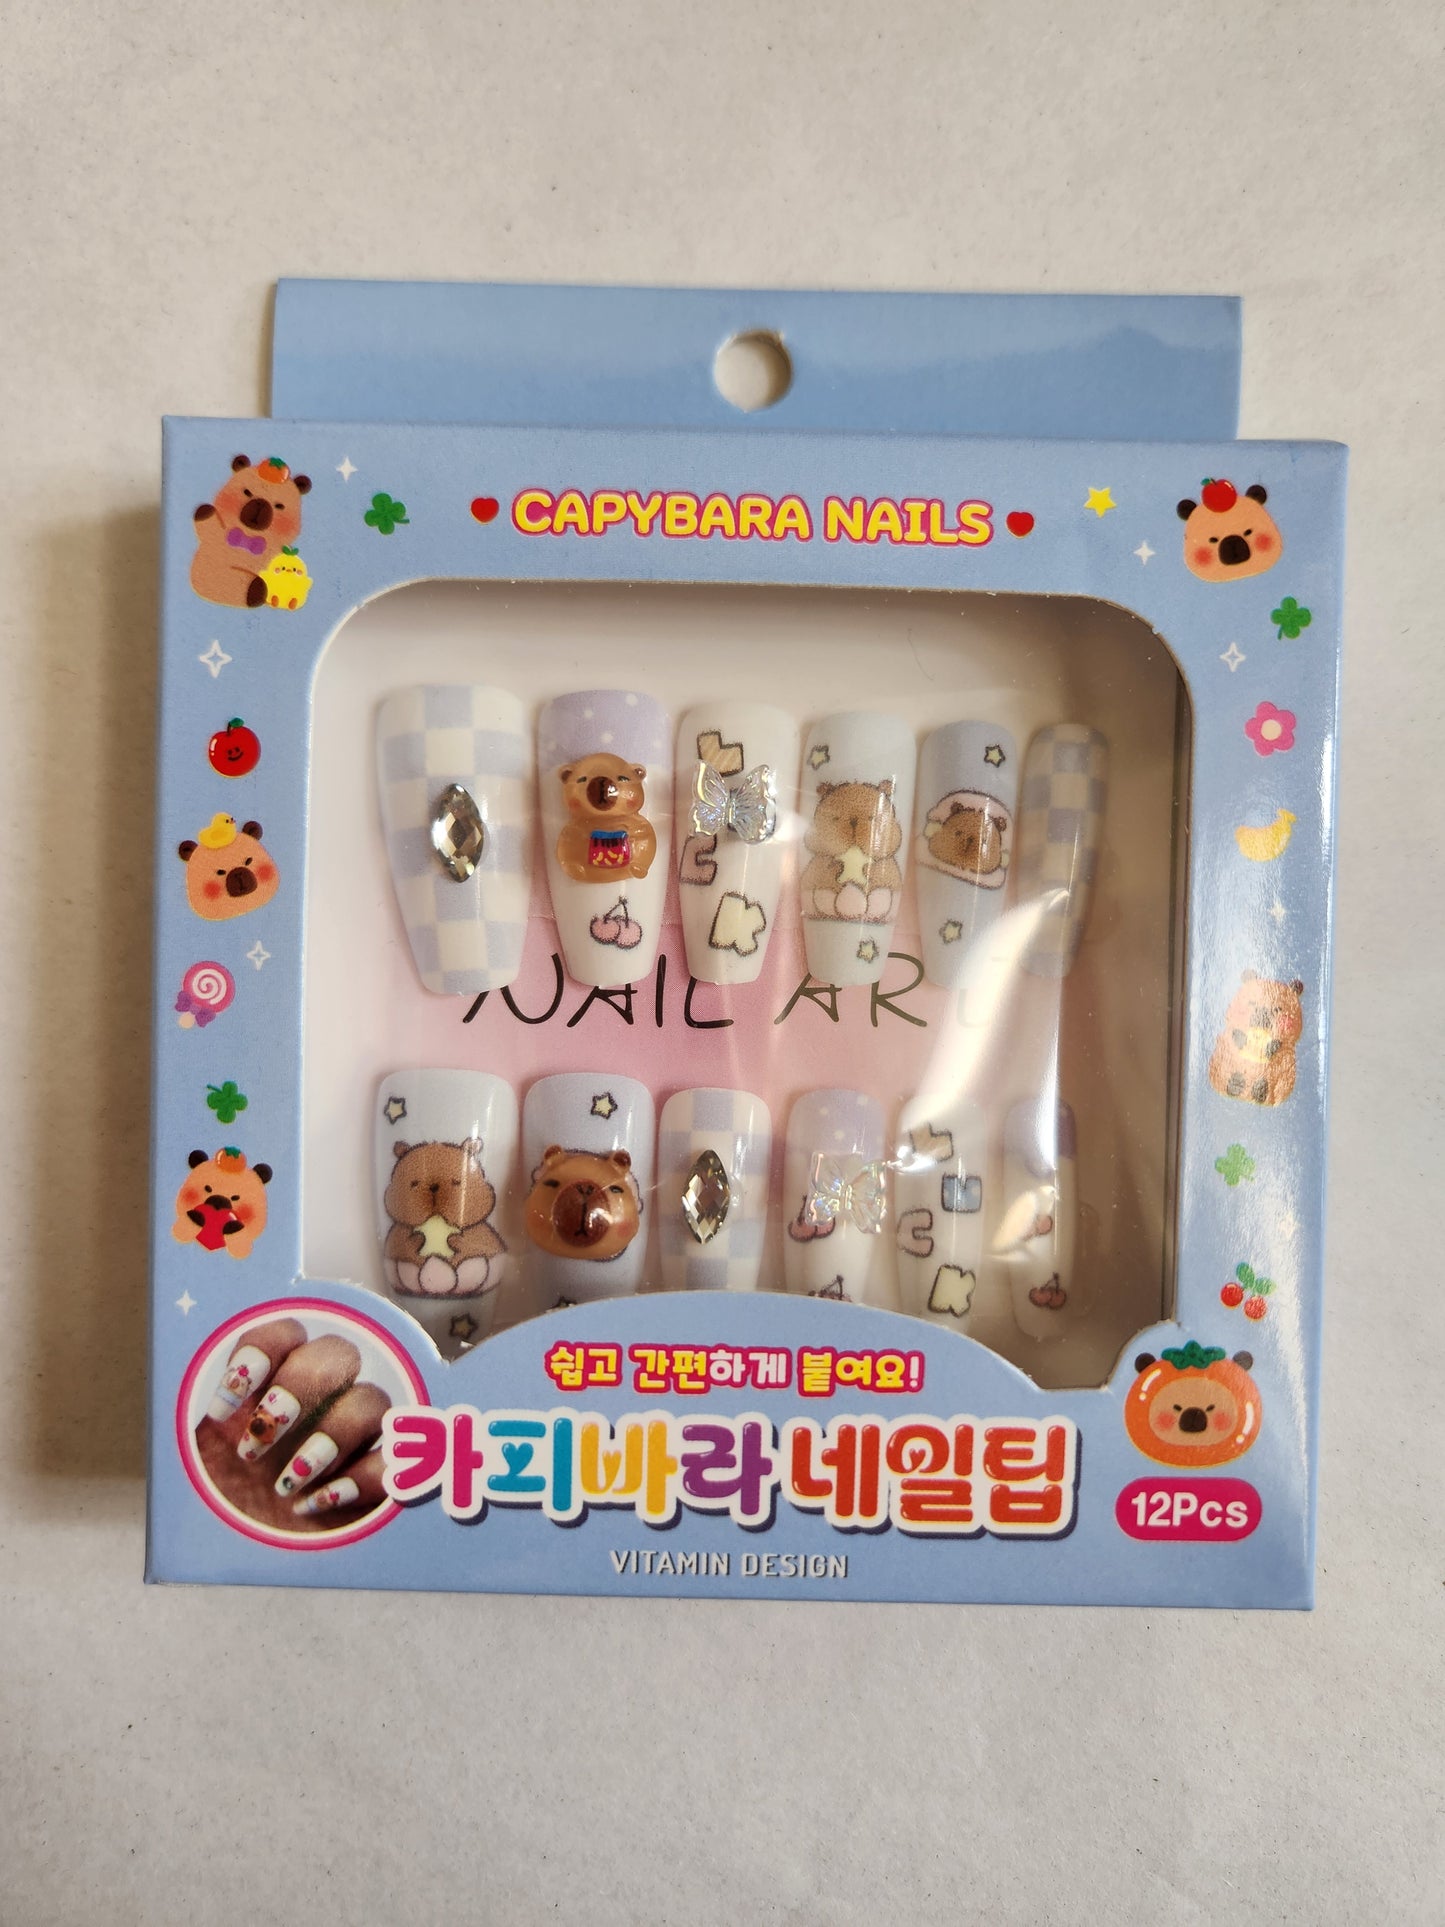 CAPYBARA NAILS
NAIL ART
쉽고 간편하게 붙여요!
카피바라 네일팁
12Pcs
VITAMIN DESIGN